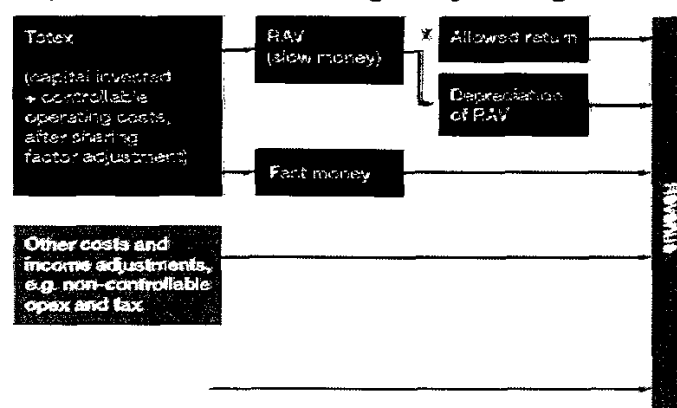 Totex
(capital invested
+ controllable
operating costs,
after sharing
factor adjustment)
RAV
(slow money)
x Allowed return
Depreciation
of RAV
Fast money
Other costs and
income adjustments,
e.g. non-controllable
opex and tax
Revenue